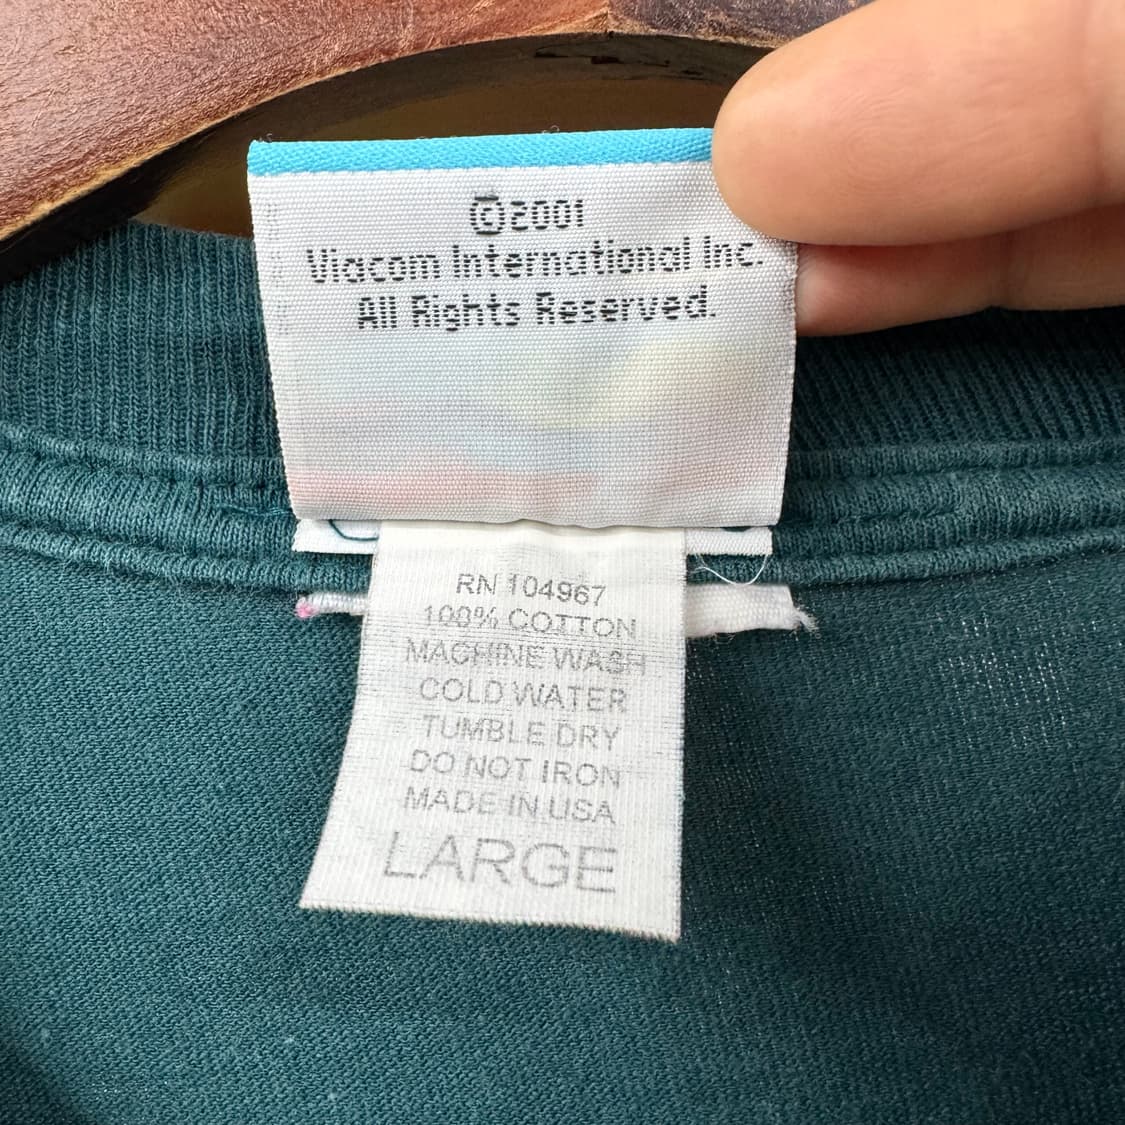 ©2001
Viacom International Inc.
All Rights Reserved.
RN 104967
100% COTTON
MACHINE WASH
COLD WATER
TUMBLE DRY
DO NOT IRON
MADE IN USA
LARGE